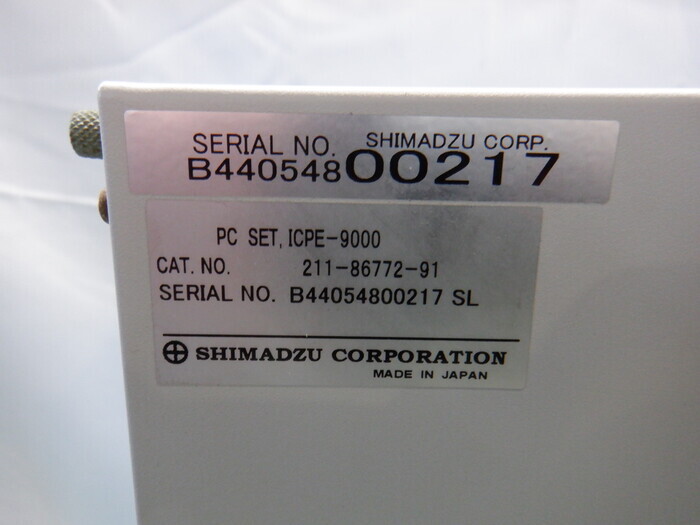 SERIAL NO. SHIMADZU CORP.
B44054800217
PC SET, ICPE-9000
CAT. NO. 211-86772-91
SERIAL NO. B44054800217 SL
SHIMADZU CORPORATION
MADE IN JAPAN